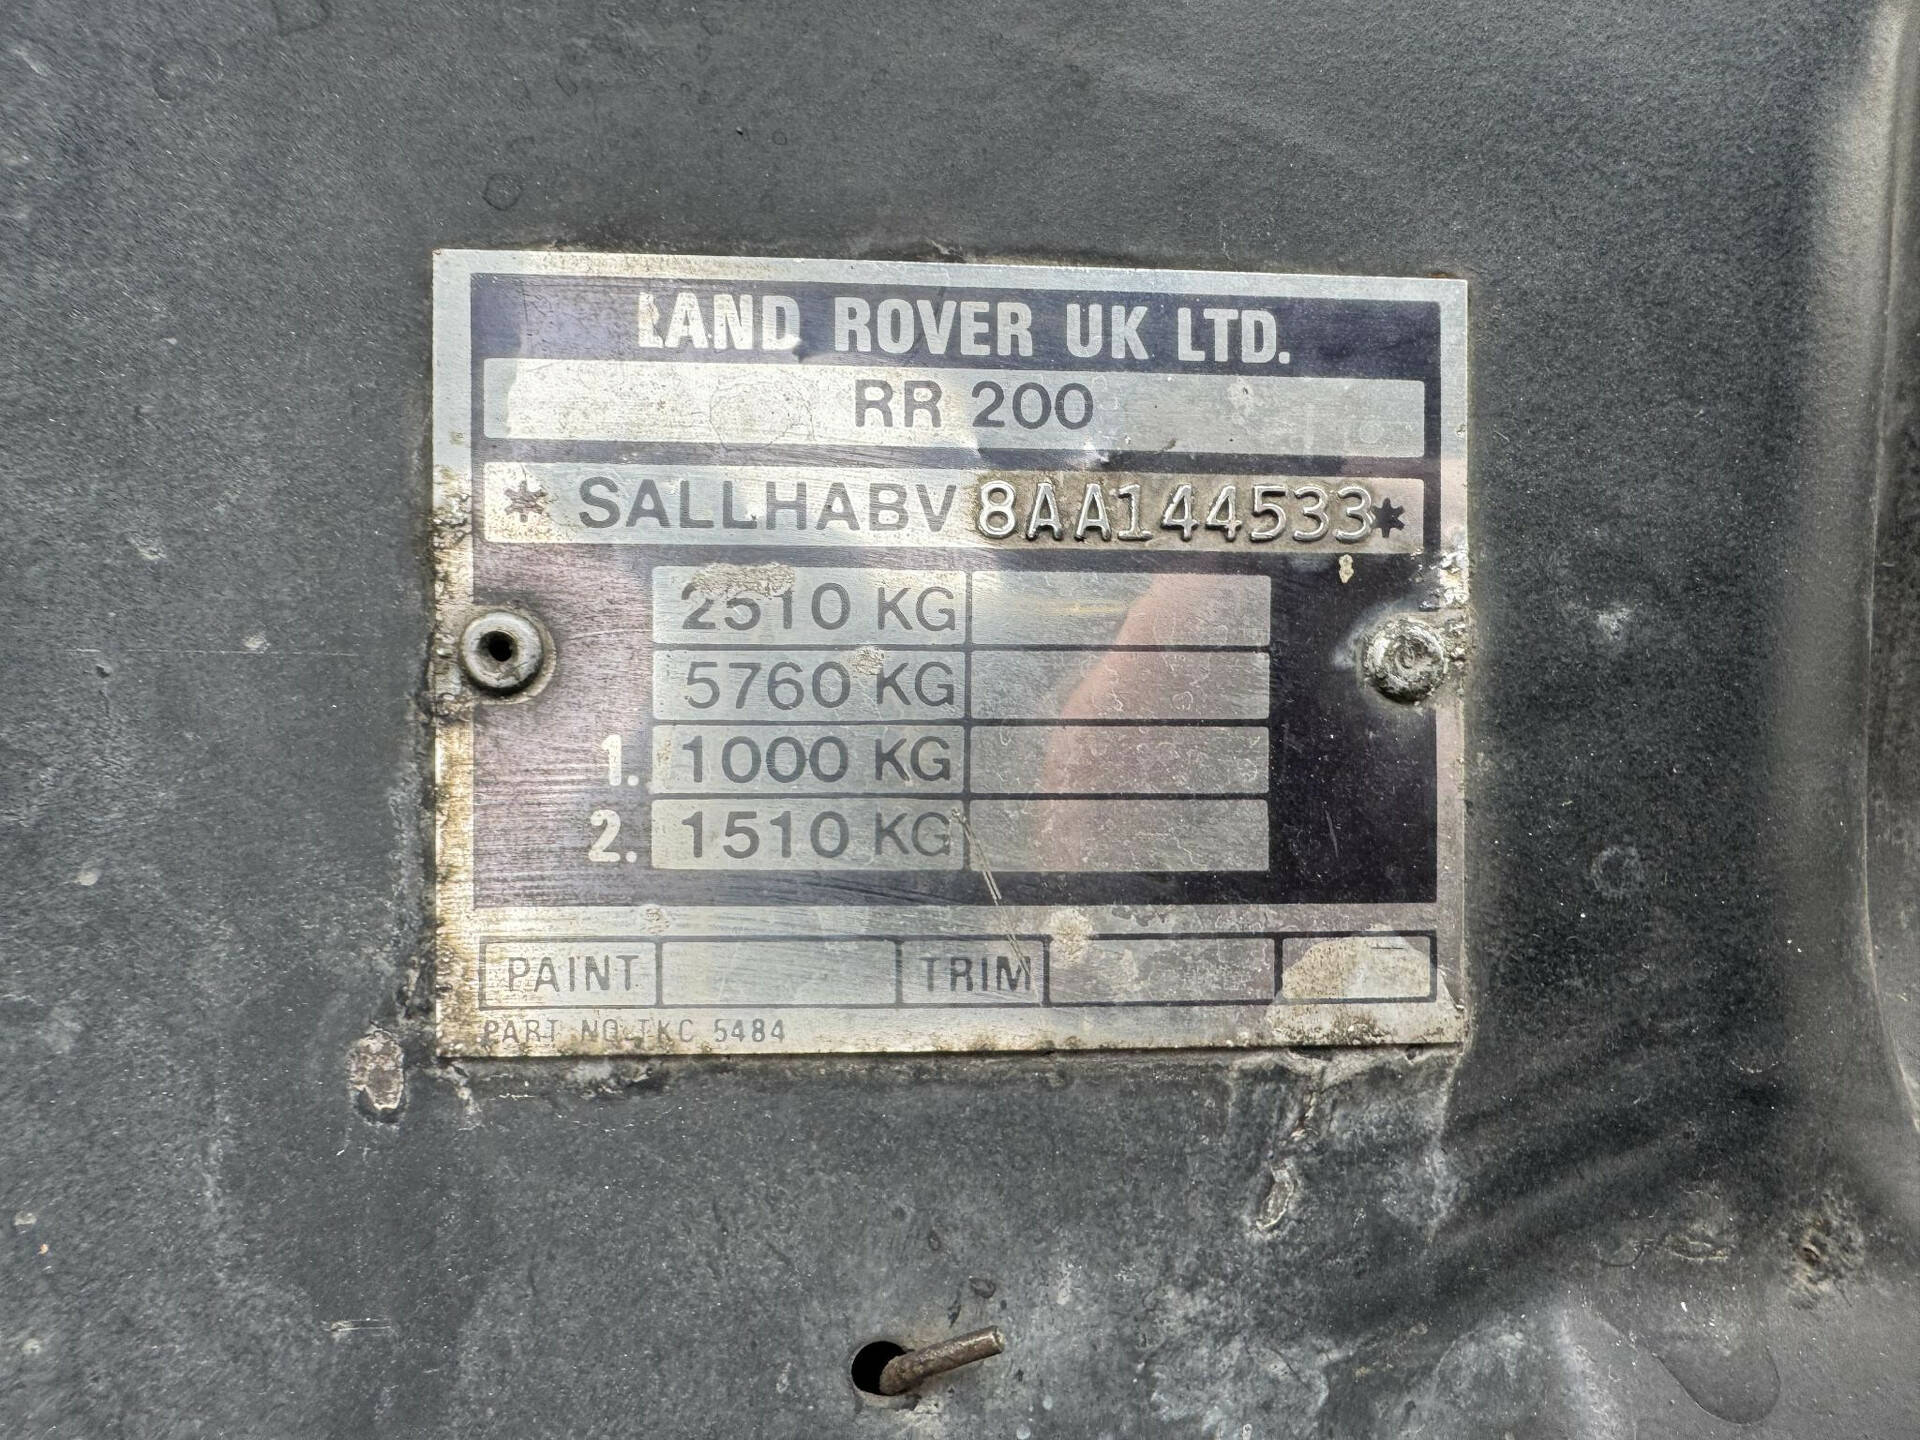 LAND ROVER UK LTD.
RR 200
* SALLHABV 8AA144533*
2510 KG
5760 KG
1. 1000 KG
2. 1510 KG
PAINT TRIM
PART NO. TKC 5484